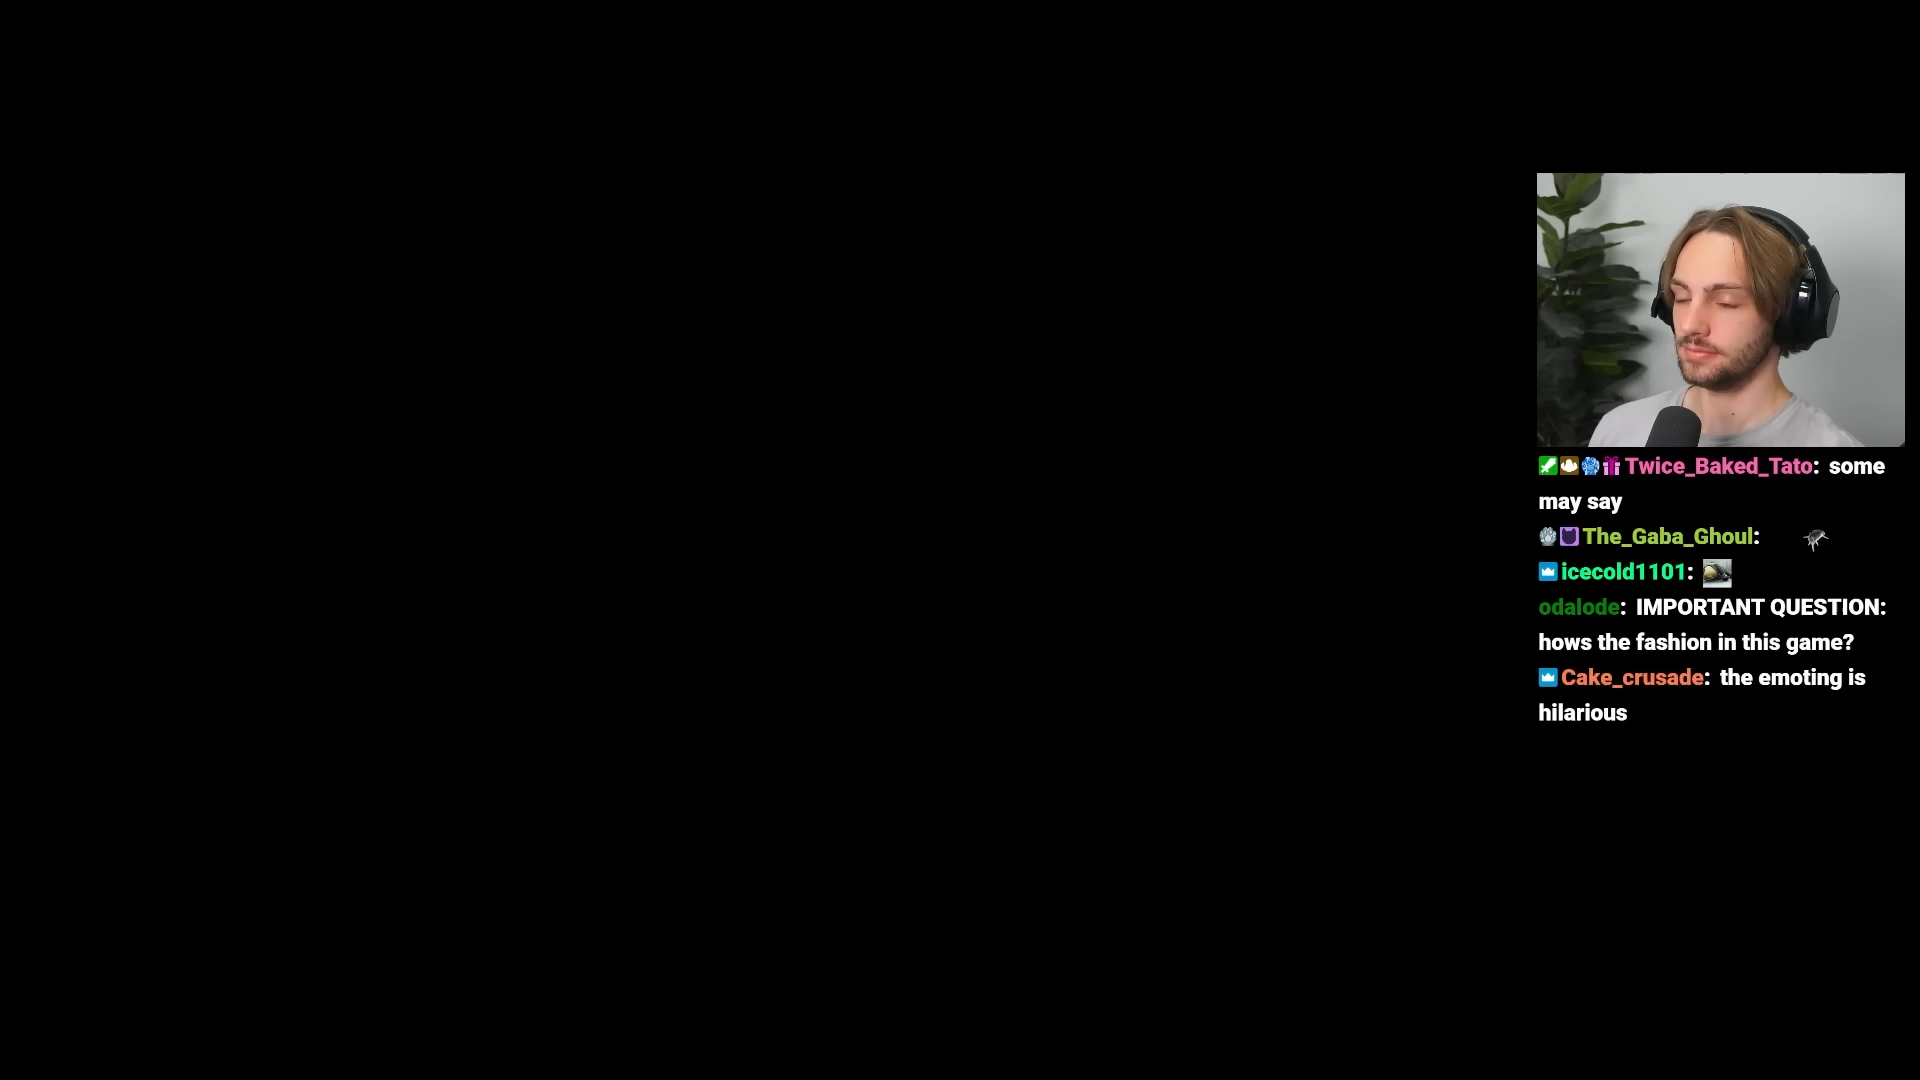 Twice_Baked_Tato: some
may say
The_Gaba_Ghoul:
icecold1101:
odalode: IMPORTANT QUESTION:
hows the fashion in this game?
Cake_crusade: the emoting is
hilarious